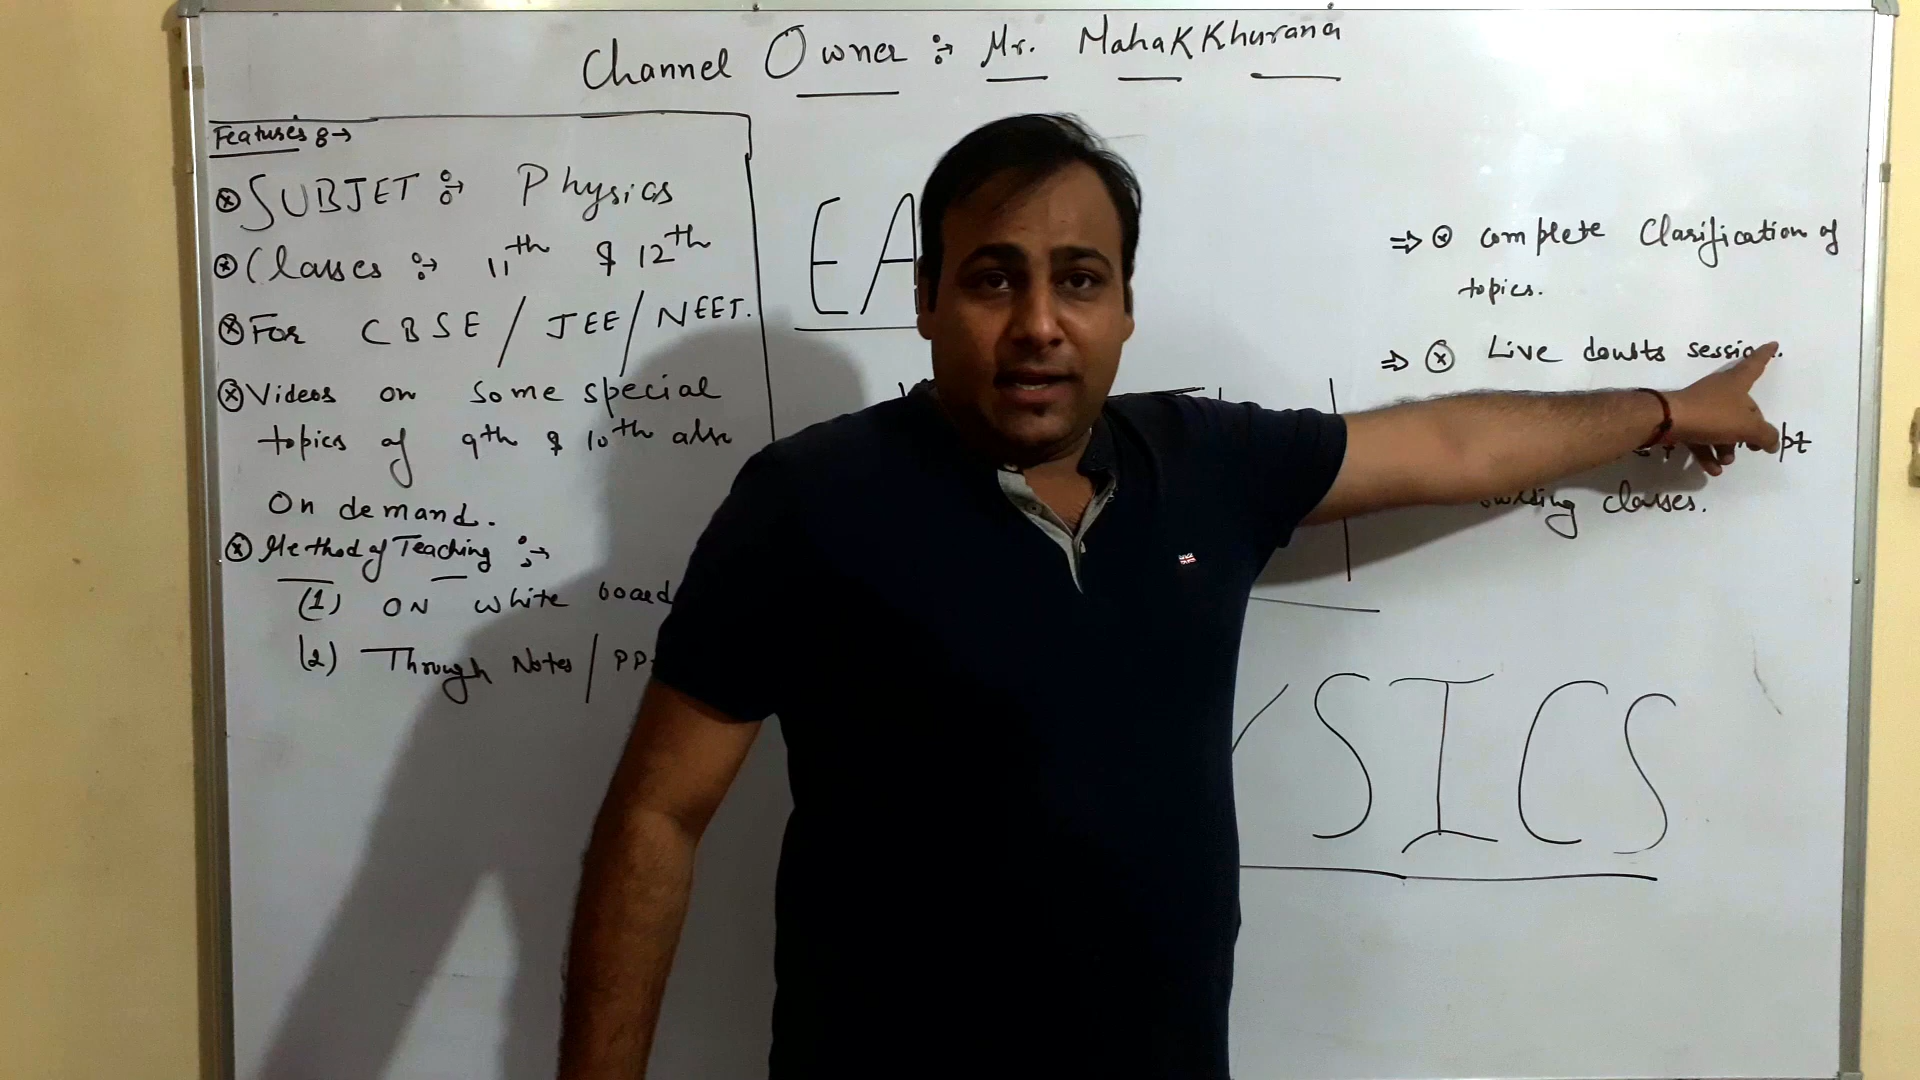 Channel Owner :→ Mr. Mahak Khurana
Features :→
SUBJET :→ Physics
Classes :→ 11th & 12th
For CBSE / JEE / NEET.
Videos on some special
topics of 9th & 10th also
On demand.
Method of Teaching :→
(1) ON white board
(2) Through Notes / PP
EA
YSICS
⇒ complete Clarification of
topics.
⇒ Live doubts session.
pt
classes.